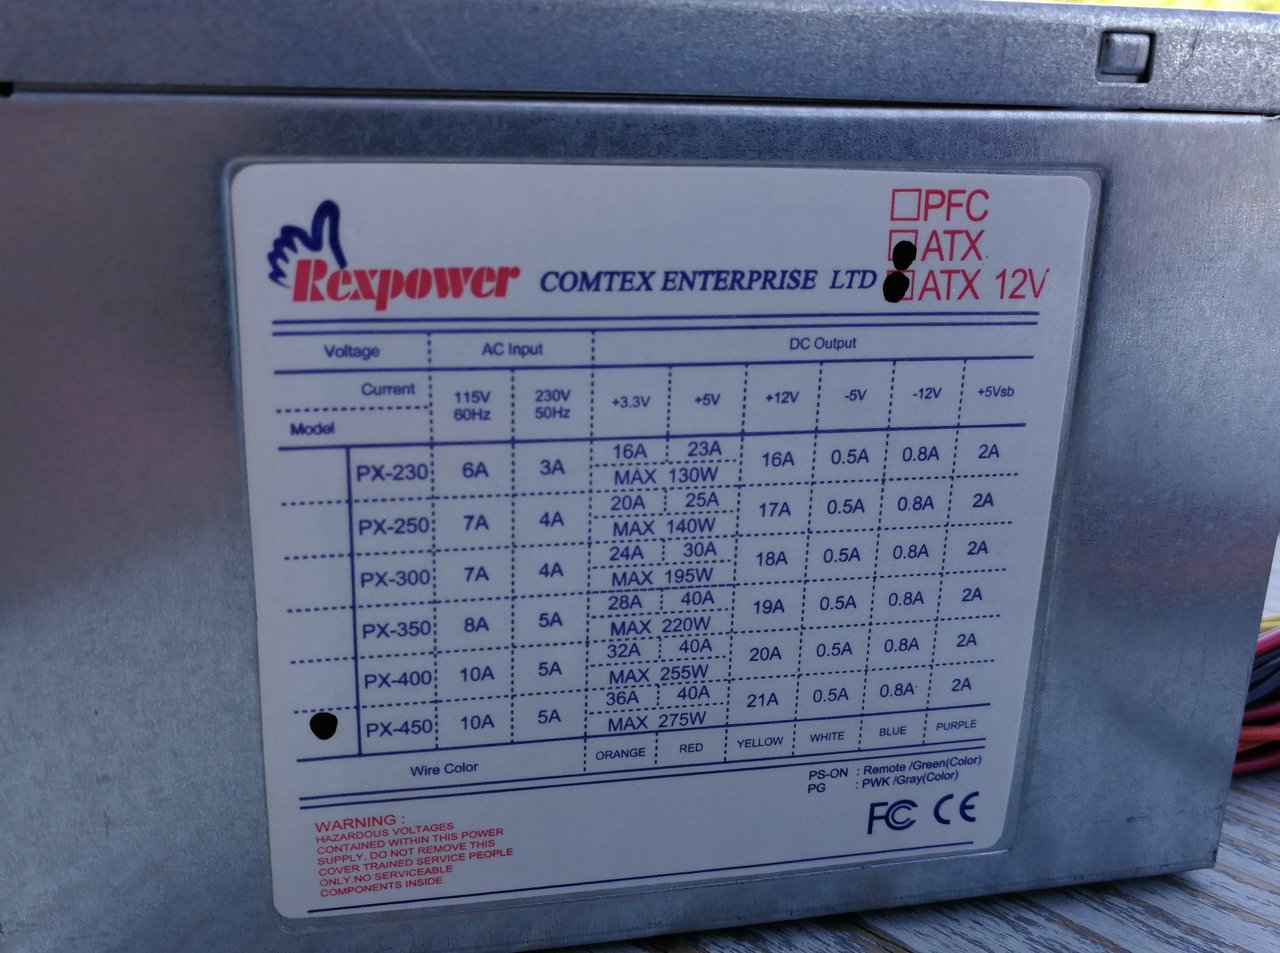 PFC
ATX
Rexpower COMTEX ENTERPRISE LTD ATX 12V
Voltage AC Input DC Output
Current 115V 60Hz 230V 50Hz +3.3V +5V +12V -5V -12V +5Vsb
Model
16A 23A
PX-230 6A 3A 16A 0.5A 0.8A 2A
MAX 130W
20A 25A
PX-250 7A 4A 17A 0.5A 0.8A 2A
MAX 140W
24A 30A
PX-300 7A 4A 18A 0.5A 0.8A 2A
MAX 195W
28A 40A
PX-350 8A 5A 19A 0.5A 0.8A 2A
MAX 220W
32A 40A
PX-400 10A 5A 20A 0.5A 0.8A 2A
MAX 255W
36A 40A
PX-450 10A 5A 21A 0.5A 0.8A 2A
MAX 275W
Wire Color ORANGE RED YELLOW WHITE BLUE PURPLE
PS-ON : Remote /Green(Color)
PG : PWK /Gray(Color)
FC CE
WARNING :
HAZARDOUS VOLTAGES
CONTAINED WITHIN THIS POWER
SUPPLY, DO NOT REMOVE THIS
COVER TRAINED SERVICE PEOPLE
ONLY.NO SERVICEABLE
COMPONENTS INSIDE